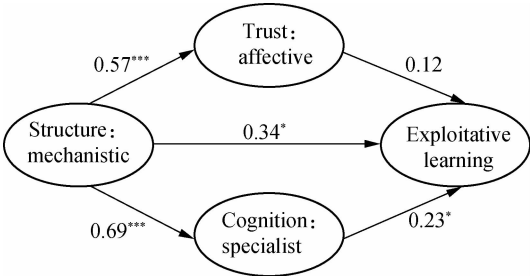 Trust：
affective
0.57***
0.12
Structure：
mechanistic
0.34*
Exploitative
learning
0.69***
Cognition：
specialist
0.23*